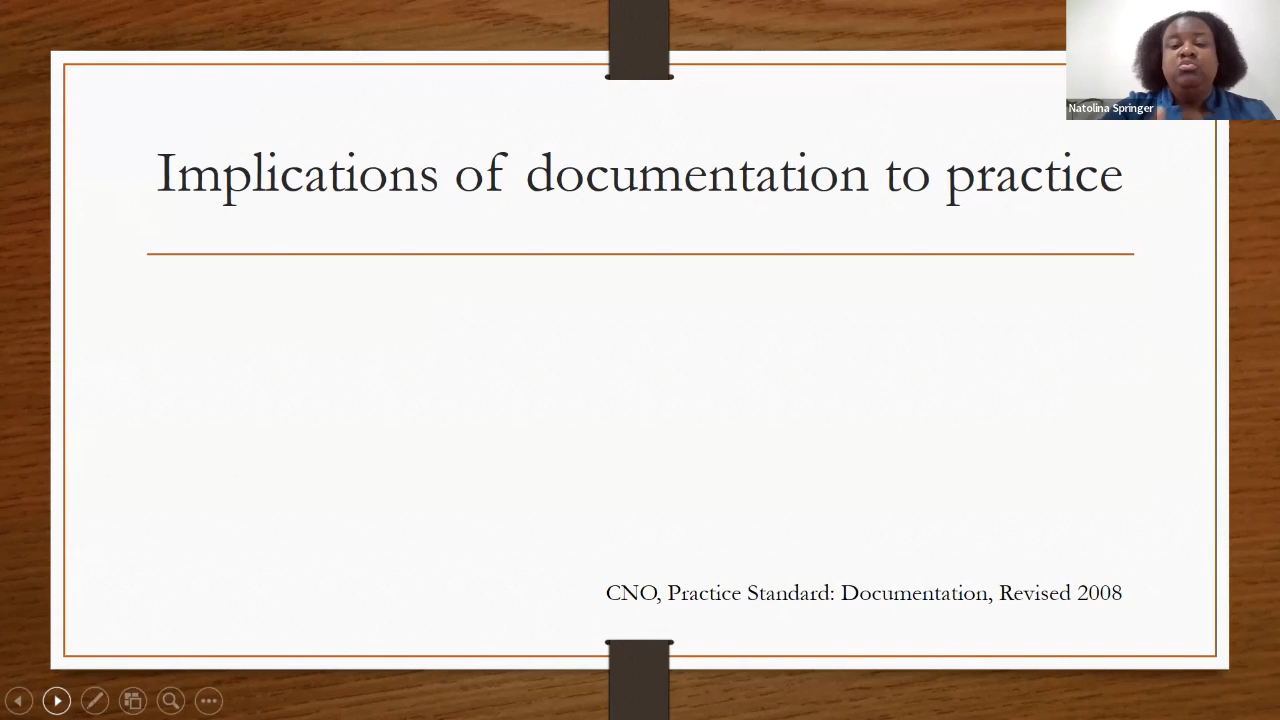 Natolina Springer
Implications of documentation to practice
CNO, Practice Standard: Documentation, Revised 2008